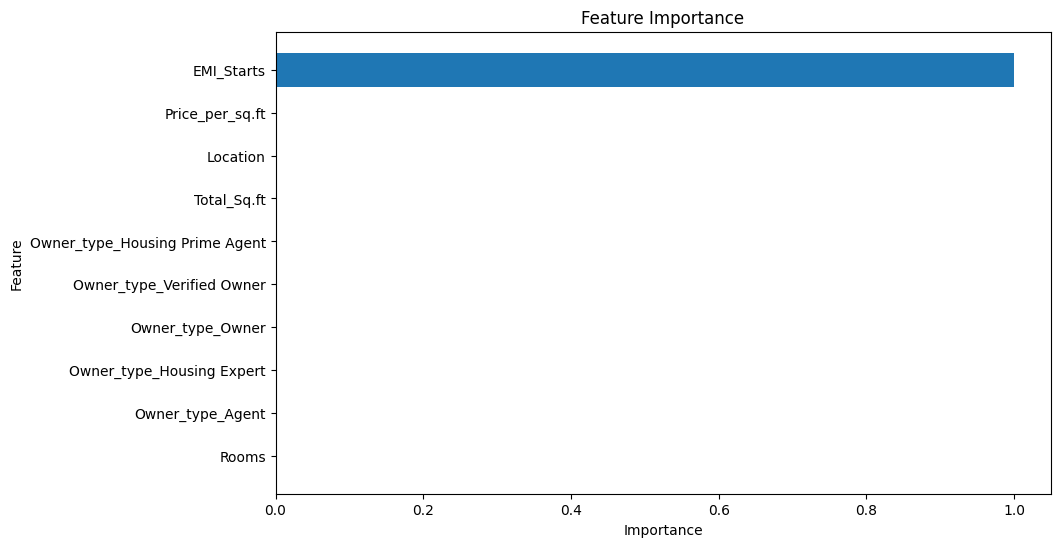 Feature Importance
Feature
EMI_Starts
Price_per_sq.ft
Location
Total_Sq.ft
Owner_type_Housing Prime Agent
Owner_type_Verified Owner
Owner_type_Owner
Owner_type_Housing Expert
Owner_type_Agent
Rooms
0.0 0.2 0.4 0.6 0.8 1.0
Importance